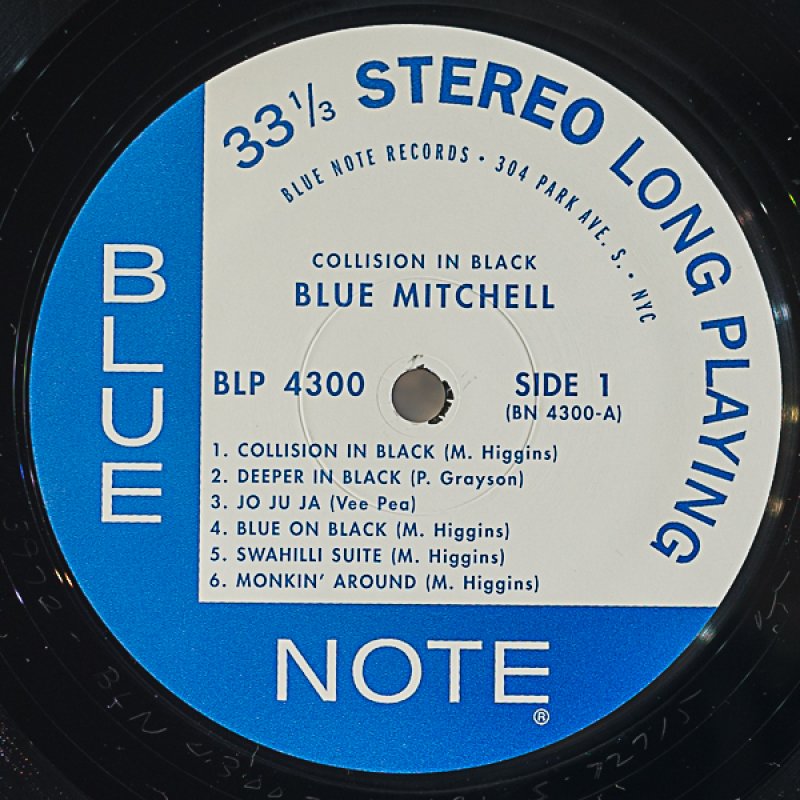 33⅓ STEREO LONG PLAYING
BLUE NOTE RECORDS · 304 PARK AVE. S. · NYC
COLLISION IN BLACK
BLUE MITCHELL
BLP 4300
SIDE 1
(BN 4300-A)
1. COLLISION IN BLACK (M. Higgins)
2. DEEPER IN BLACK (P. Grayson)
3. JO JU JA (Vee Pea)
4. BLUE ON BLACK (M. Higgins)
5. SWAHILLI SUITE (M. Higgins)
6. MONKIN' AROUND (M. Higgins)
BLUE
NOTE®